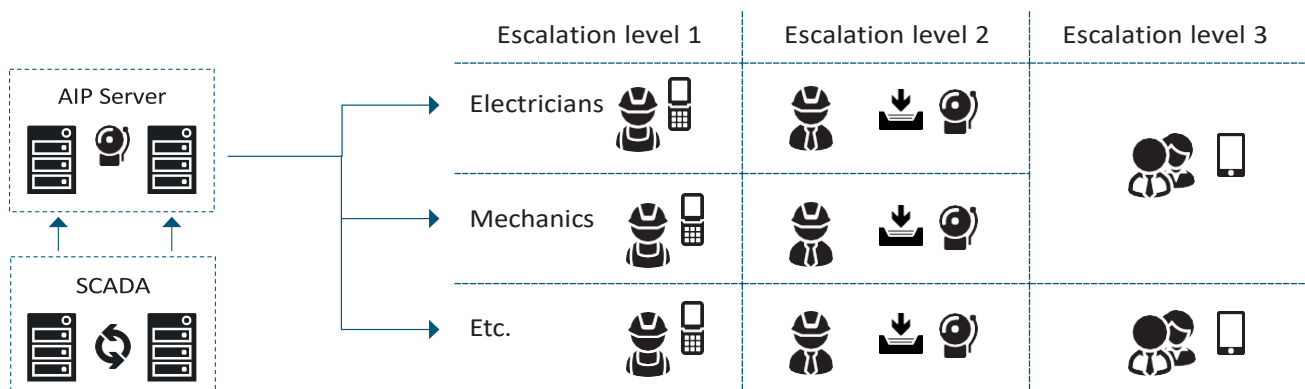 Escalation level 1
Escalation level 2
Escalation level 3
AIP Server
Electricians
Mechanics
SCADA
Etc.